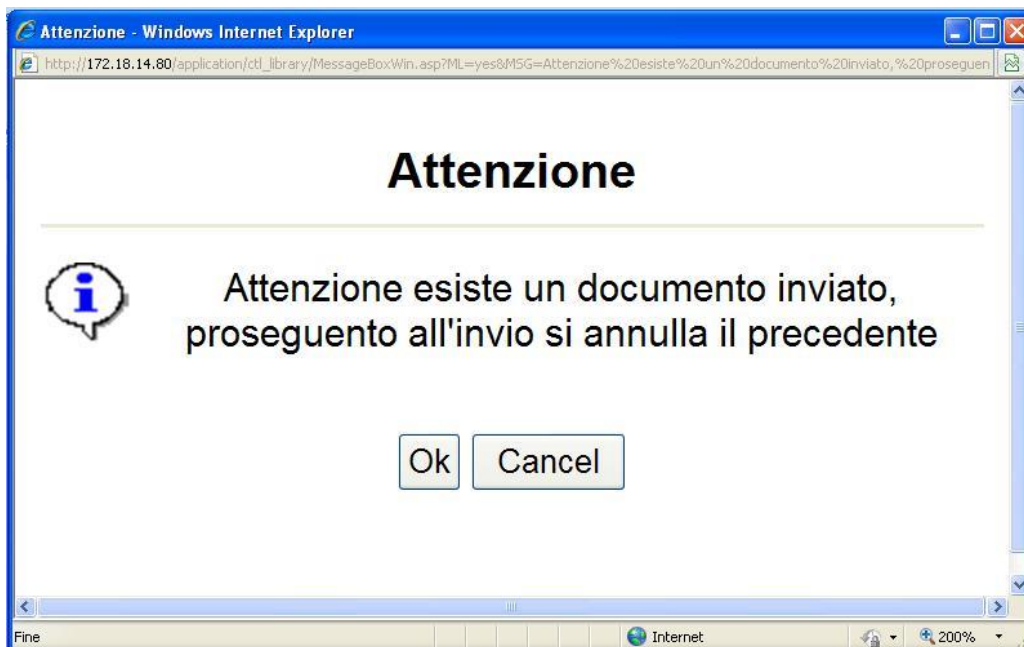 Attenzione - Windows Internet Explorer
http://172.18.14.80/application/ctl_library/MessageBoxWin.asp?ML=yes&MSG=Attenzione%20esiste%20un%20documento%20inviato,%20proseguen
Attenzione
Attenzione esiste un documento inviato,
proseguento all'invio si annulla il precedente
Ok Cancel
Fine Internet 200%